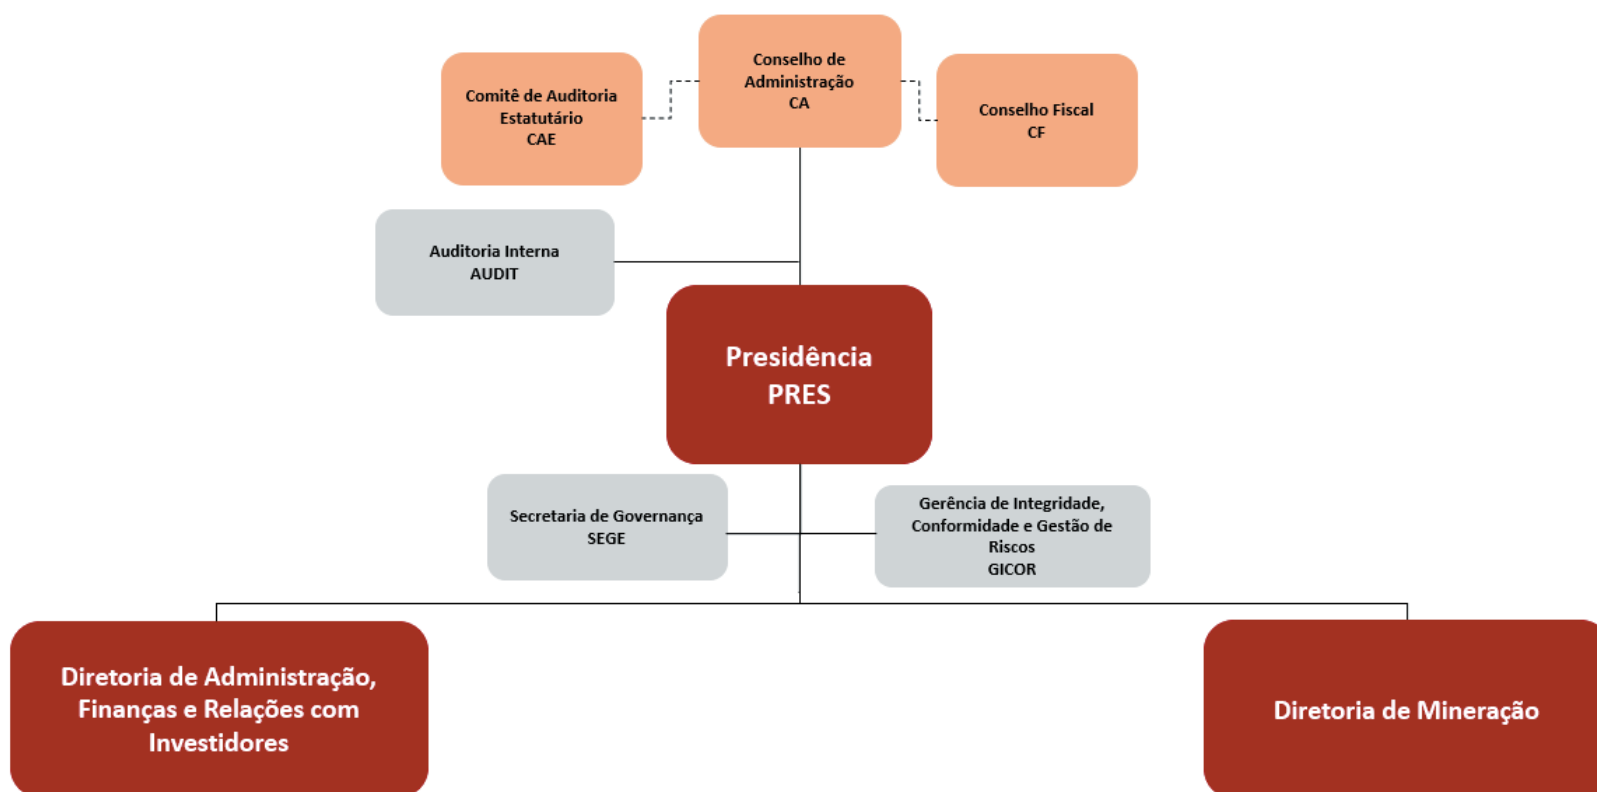 Conselho de
Administração
CA
Comitê de Auditoria
Estatutário
CAE
Conselho Fiscal
CF
Auditoria Interna
AUDIT
Presidência
PRES
Secretaria de Governança
SEGE
Gerência de Integridade,
Conformidade e Gestão de
Riscos
GICOR
Diretoria de Administração,
Finanças e Relações com
Investidores
Diretoria de Mineração